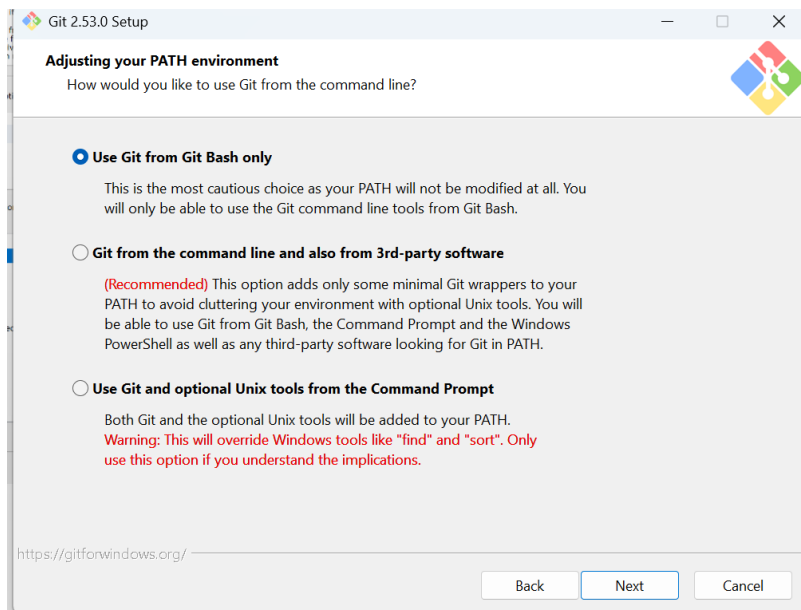 Git 2.53.0 Setup
Adjusting your PATH environment
How would you like to use Git from the command line?
Use Git from Git Bash only
This is the most cautious choice as your PATH will not be modified at all. You
will only be able to use the Git command line tools from Git Bash.
Git from the command line and also from 3rd-party software
(Recommended) This option adds only some minimal Git wrappers to your
PATH to avoid cluttering your environment with optional Unix tools. You will
be able to use Git from Git Bash, the Command Prompt and the Windows
PowerShell as well as any third-party software looking for Git in PATH.
Use Git and optional Unix tools from the Command Prompt
Both Git and the optional Unix tools will be added to your PATH.
Warning: This will override Windows tools like "find" and "sort". Only
use this option if you understand the implications.
https://gitforwindows.org/
Back
Next
Cancel